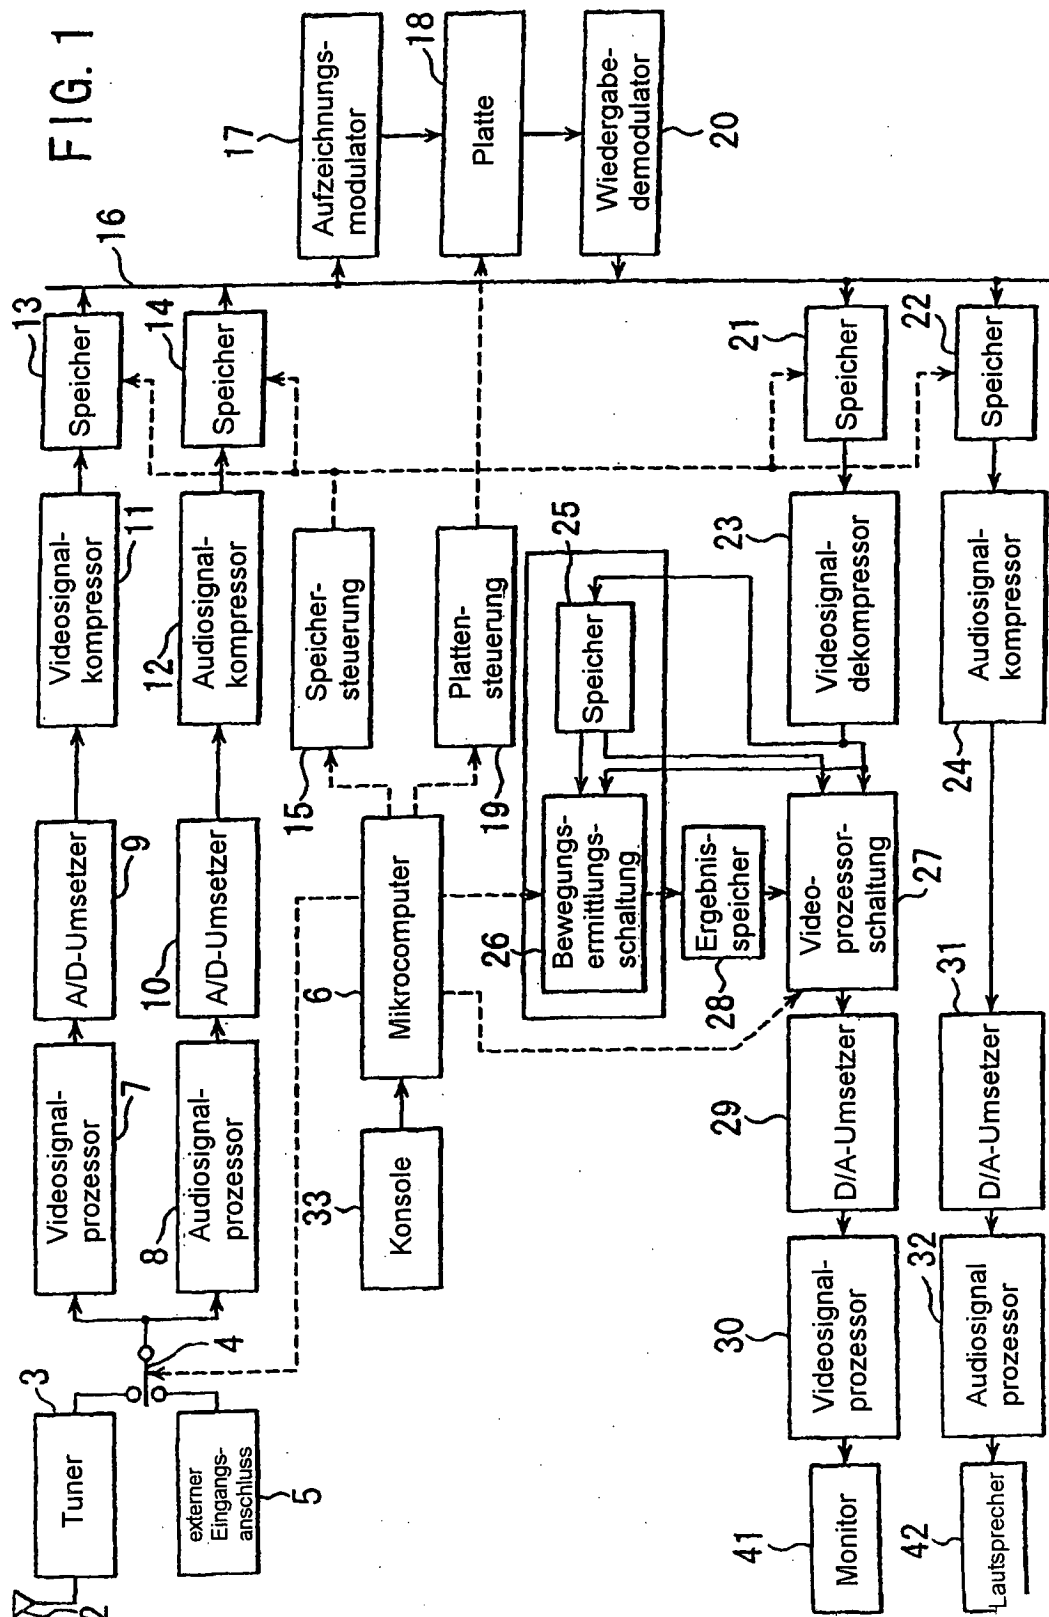 FIG. 1
2
3
Tuner
externer
Eingangs-
anschluss
5
4
Videosignal-
prozessor
7
8
Audiosignal-
prozessor
A/D-Umsetzer
9
10
A/D-Umsetzer
Videosignal-
kompressor
11
12
Audiosignal-
kompressor
13
Speicher
14
Speicher
16
15
Speicher-
steuerung
17
Aufzeichnungs-
modulator
18
Platte
Wiedergabe-
demodulator
20
33
Konsole
6
Mikrocomputer
19
Platten-
steuerung
25
Speicher
26
Bewegungs-
ermittlungs-
schaltung
28
Ergebnis-
speicher
Video-
prozessor-
schaltung
27
21
Speicher
22
Speicher
23
Videosignal-
dekompressor
24
Audiosignal-
kompressor
29
D/A-Umsetzer
31
D/A-Umsetzer
30
Videosignal-
prozessor
32
Audiosignal
prozessor
41
Monitor
42
Lautsprecher